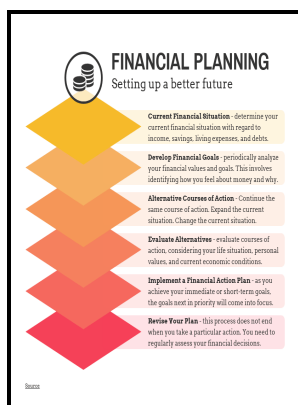 FINANCIAL PLANNING
Setting up a better future
Current Financial Situation - determine your
current financial situation with regard to
income, savings, living expenses, and debts.
Develop Financial Goals - periodically analyze
your financial values and goals. This involves
identifying how you feel about money and why.
Alternative Courses of Action - Continue the
same course of action. Expand the current
situation. Change the current situation.
Evaluate Alternatives - evaluate courses of
action, considering your life situation, personal
values, and current economic conditions.
Implement a Financial Action Plan - as you
achieve your immediate or short-term goals,
the goals next in priority will come into focus.
Revise Your Plan - this process does not end
when you take a particular action. You need to
regularly assess your financial decisions.
Source